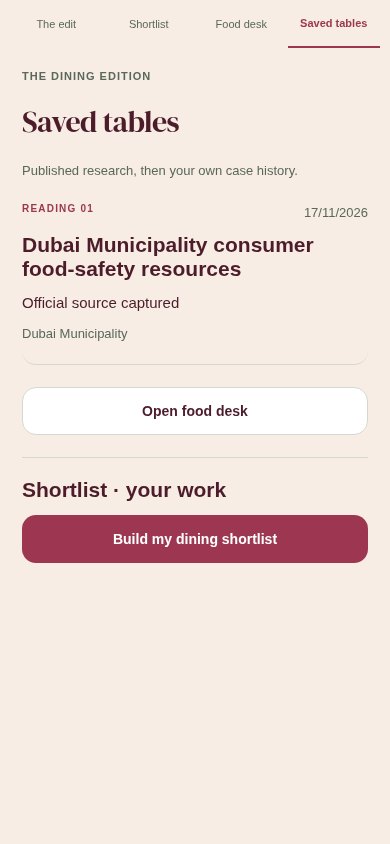 The edit
Shortlist
Food desk
Saved tables
THE DINING EDITION
Saved tables
Published research, then your own case history.
READING 01
17/11/2026
Dubai Municipality consumer
food-safety resources
Official source captured
Dubai Municipality
Open food desk
Shortlist · your work
Build my dining shortlist